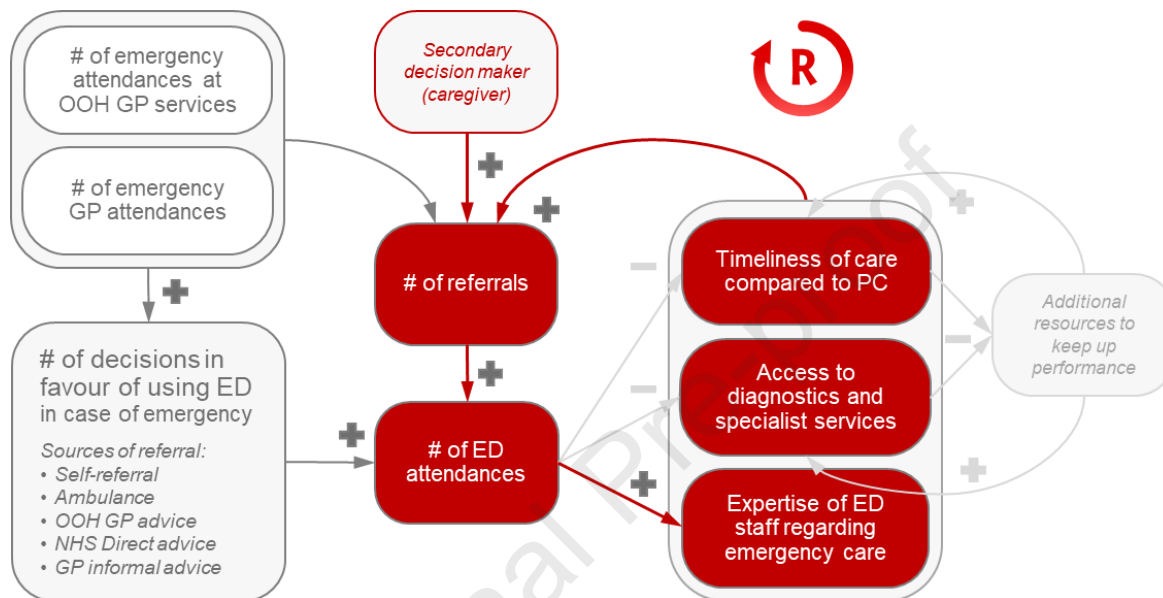 # of emergency
attendances at
OOH GP services
# of emergency
GP attendances
# of decisions in
favour of using ED
in case of emergency
Sources of referral:
• Self-referral
• Ambulance
• OOH GP advice
• NHS Direct advice
• GP informal advice
Secondary
decision maker
(caregiver)
# of referrals
# of ED
attendances
R
Timeliness of care
compared to PC
Access to
diagnostics and
specialist services
Expertise of ED
staff regarding
emergency care
Additional
resources to
keep up
performance
nal Pre-proof